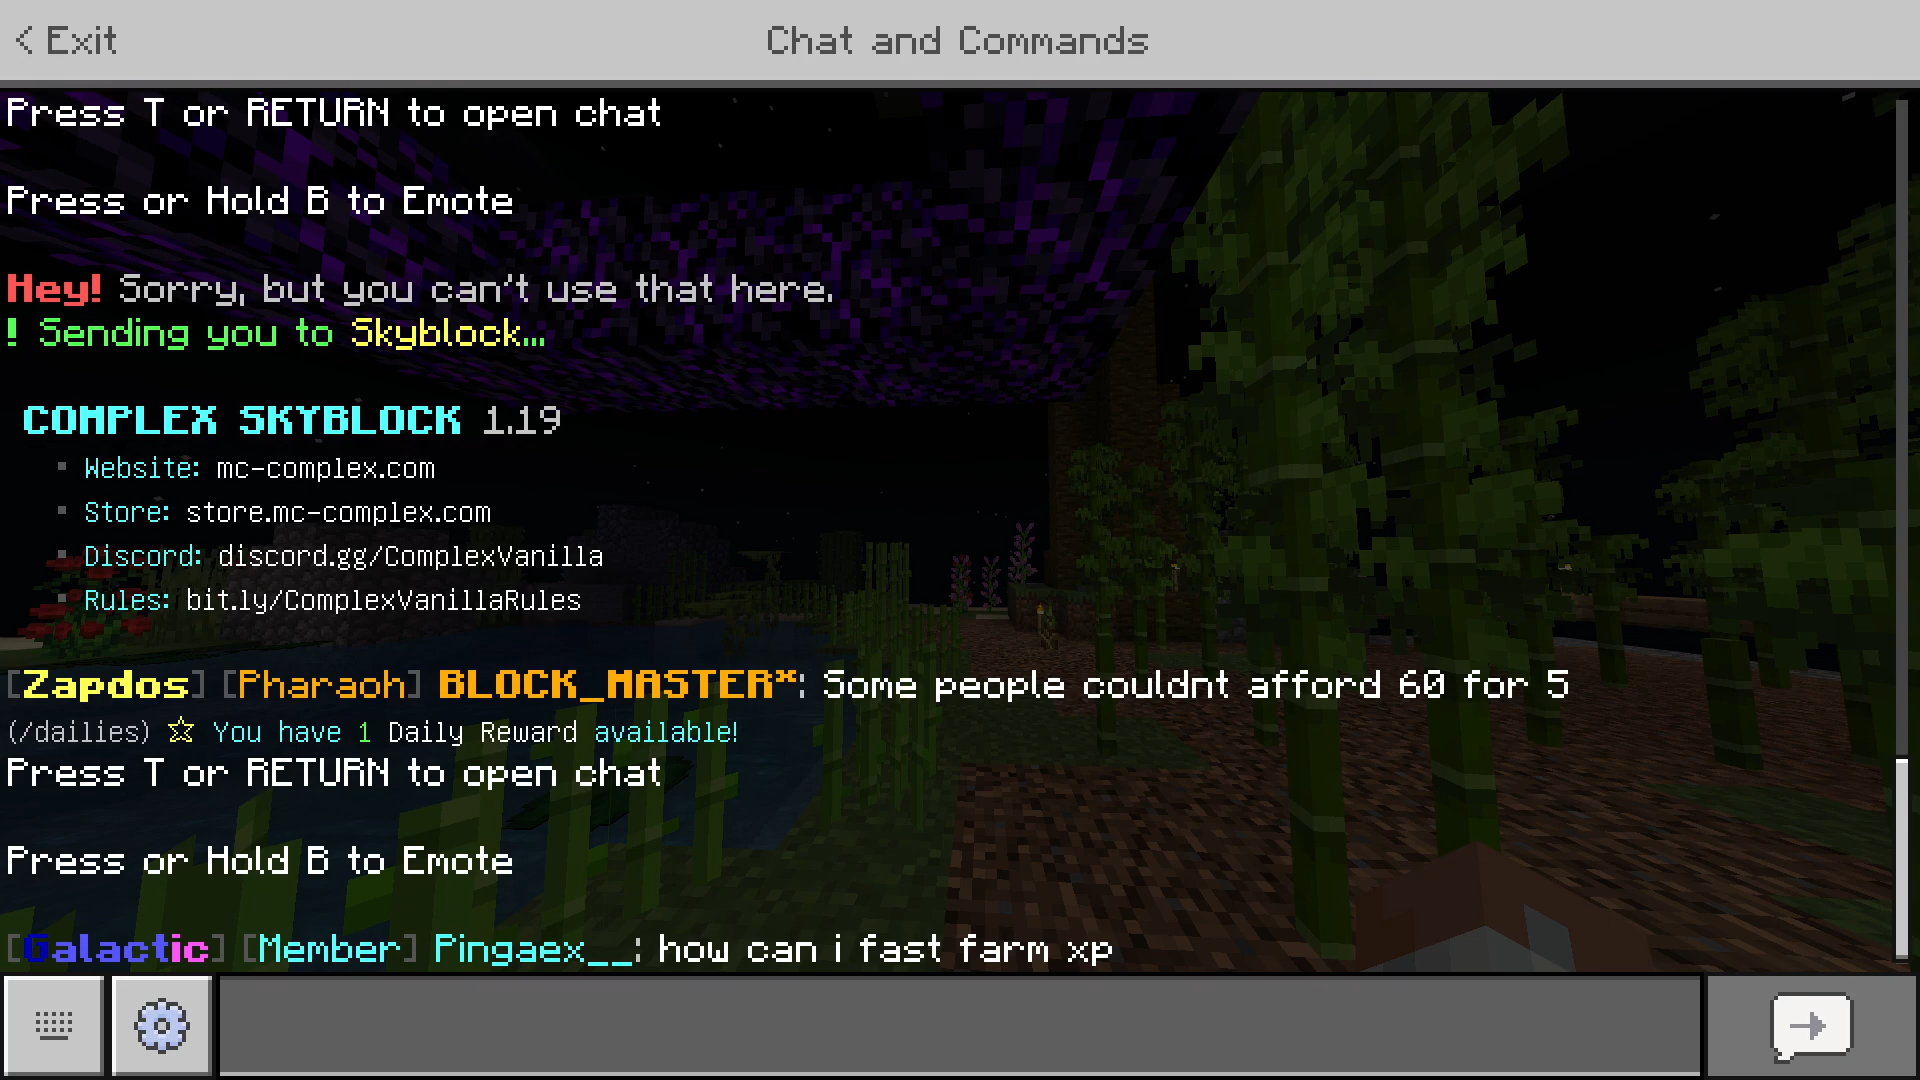 < Exit
Chat and Commands
Press T or RETURN to open chat
Press or Hold B to Emote
Hey! Sorry, but you can't use that here.
! Sending you to Skyblock...
COMPLEX SKYBLOCK 1.19
▪ Website: mc-complex.com
▪ Store: store.mc-complex.com
▪ Discord: discord.gg/ComplexVanilla
▪ Rules: bit.ly/ComplexVanillaRules
[Zapdos] [Pharaoh] BLOCK_MASTER*: Some people couldnt afford 60 for 5
(/dailies) ☆ You have 1 Daily Reward available!
Press T or RETURN to open chat
Press or Hold B to Emote
[Galactic] [Member] Pingaex__: how can i fast farm xp